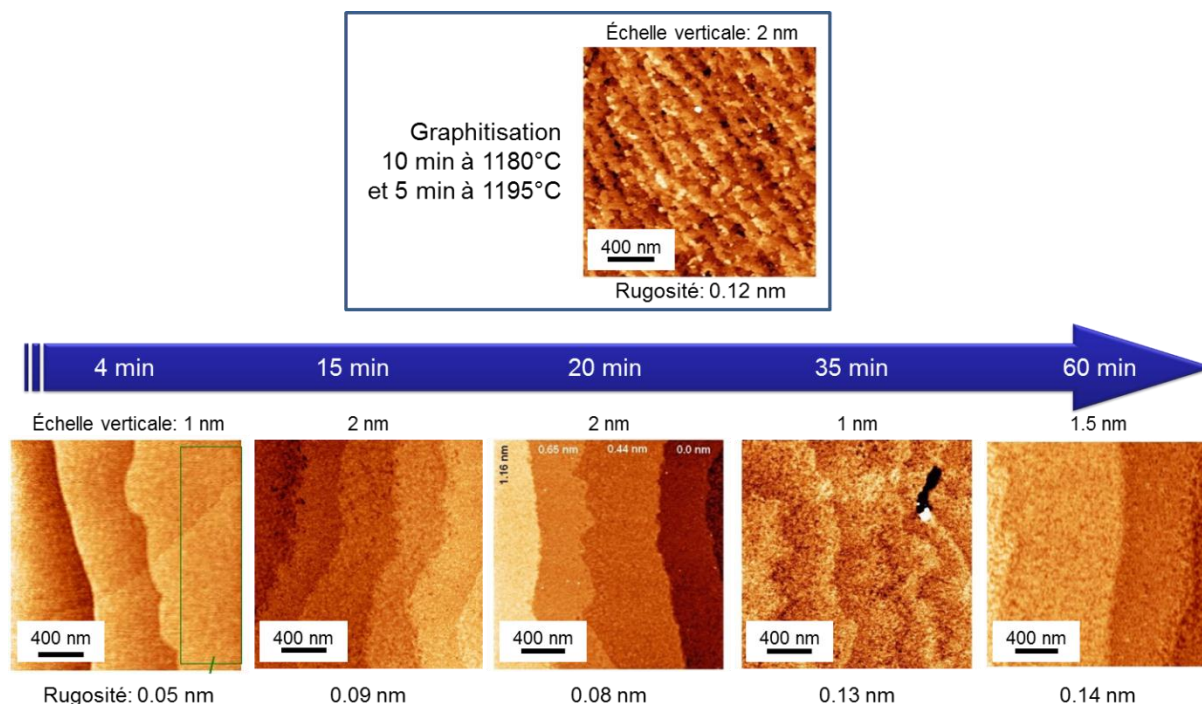 Échelle verticale: 2 nm
Graphitisation
10 min à 1180°C
et 5 min à 1195°C
400 nm
Rugosité: 0.12 nm
4 min
15 min
20 min
35 min
60 min
Échelle verticale: 1 nm
2 nm
2 nm
1 nm
1.5 nm
1.16 nm
0.65 nm
0.44 nm
0.0 nm
400 nm
400 nm
400 nm
400 nm
400 nm
Rugosité: 0.05 nm
0.09 nm
0.08 nm
0.13 nm
0.14 nm